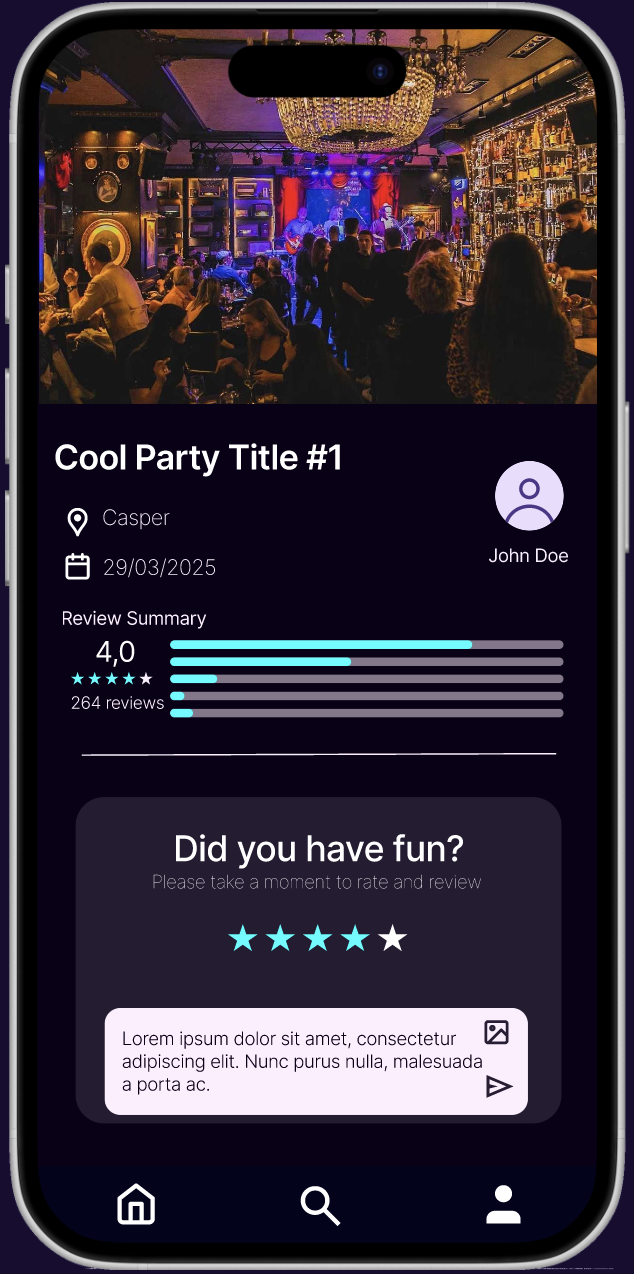 Cool Party Title #1
Casper
29/03/2025
John Doe
Review Summary
4,0
264 reviews
Did you have fun?
Please take a moment to rate and review
Lorem ipsum dolor sit amet, consectetur
adipiscing elit. Nunc purus nulla, malesuada
a porta ac.